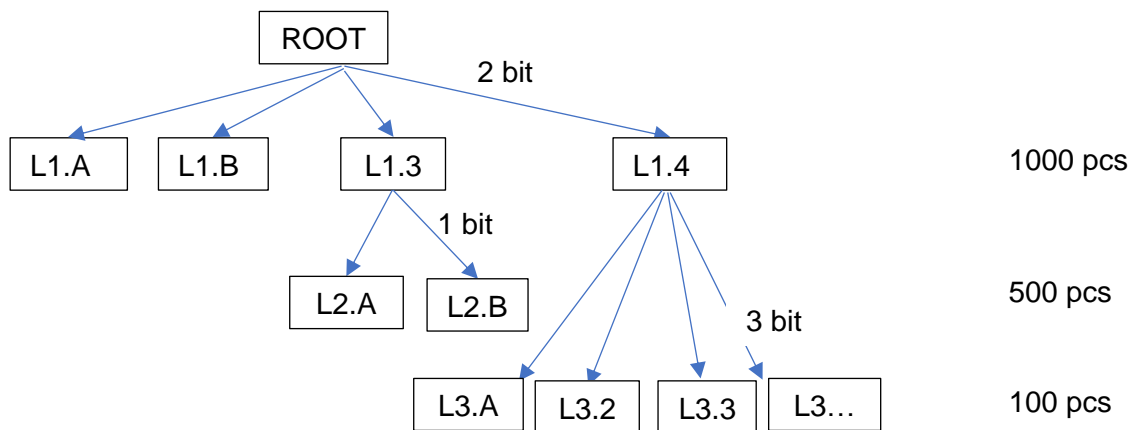 ROOT
2 bit
L1.A
L1.B
L1.3
L1.4
1000 pcs
1 bit
L2.A
L2.B
500 pcs
3 bit
L3.A
L3.2
L3.3
L3…
100 pcs